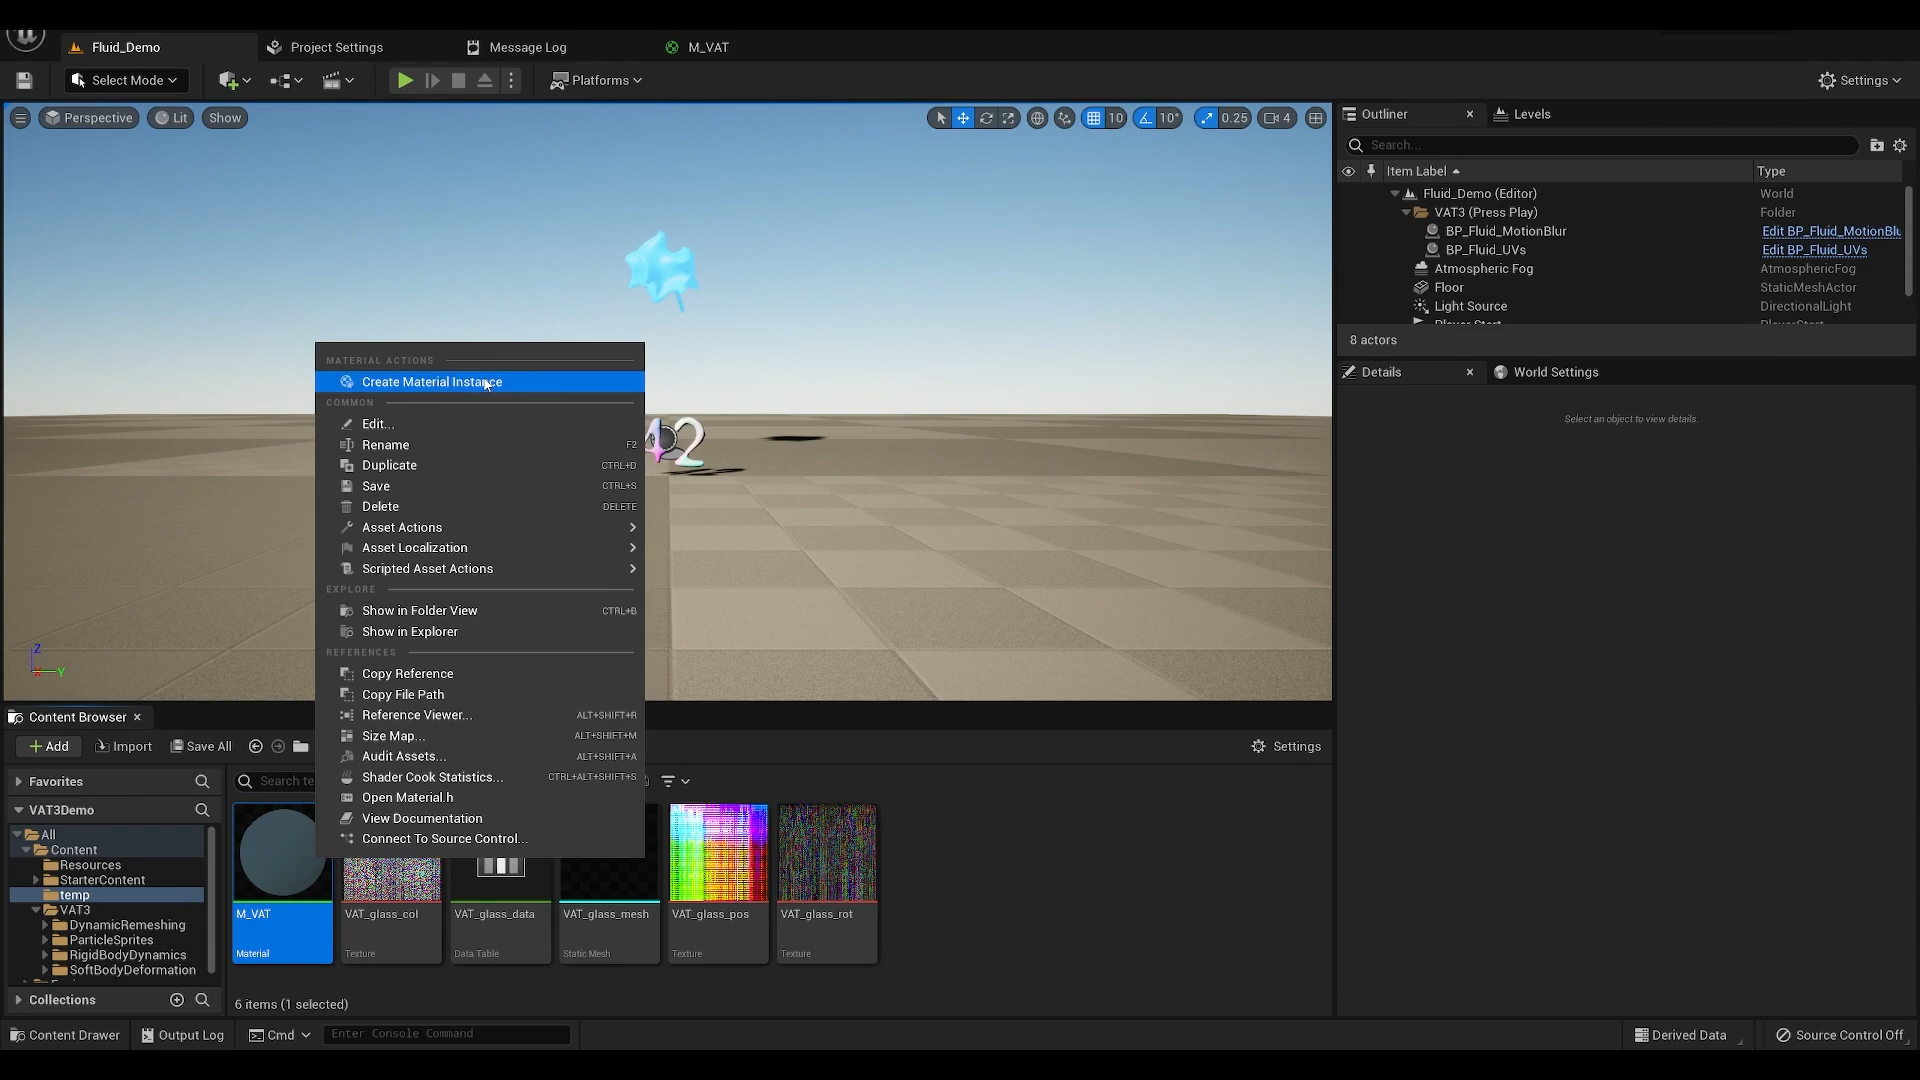 Fluid_Demo
Project Settings
Message Log
M_VAT
Select Mode
Platforms
Settings
Perspective
Lit
Show
10
10°
0.25
4
Outliner
Levels
Search...
Item Label
Type
Fluid_Demo (Editor)
World
VAT3 (Press Play)
Folder
BP_Fluid_MotionBlur
Edit BP_Fluid_MotionBlu
BP_Fluid_UVs
Edit BP_Fluid_UVs
Atmospheric Fog
AtmosphericFog
Floor
StaticMeshActor
Light Source
DirectionalLight
Player Start
PlayerStart
8 actors
Details
World Settings
Select an object to view details.
MATERIAL ACTIONS
Create Material Instance
COMMON
Edit...
Rename F2
Duplicate CTRL+D
Save CTRL+S
Delete DELETE
Asset Actions
Asset Localization
Scripted Asset Actions
EXPLORE
Show in Folder View CTRL+B
Show in Explorer
REFERENCES
Copy Reference
Copy File Path
Reference Viewer... ALT+SHIFT+R
Size Map... ALT+SHIFT+M
Audit Assets... ALT+SHIFT+A
Shader Cook Statistics... CTRL+ALT+SHIFT+S
Open Material.h
View Documentation
Connect To Source Control...
42
Z
X
Y
Content Browser
Add
Import
Save All
Settings
Favorites
Search te
VAT3Demo
All
Content
Resources
StarterContent
temp
VAT3
DynamicRemeshing
ParticleSprites
RigidBodyDynamics
SoftBodyDeformation
Collections
M_VAT
Material
VAT_glass_col
Texture
VAT_glass_data
Data Table
VAT_glass_mesh
Static Mesh
VAT_glass_pos
Texture
VAT_glass_rot
Texture
6 items (1 selected)
Content Drawer
Output Log
Cmd
Enter Console Command
Derived Data
Source Control Off